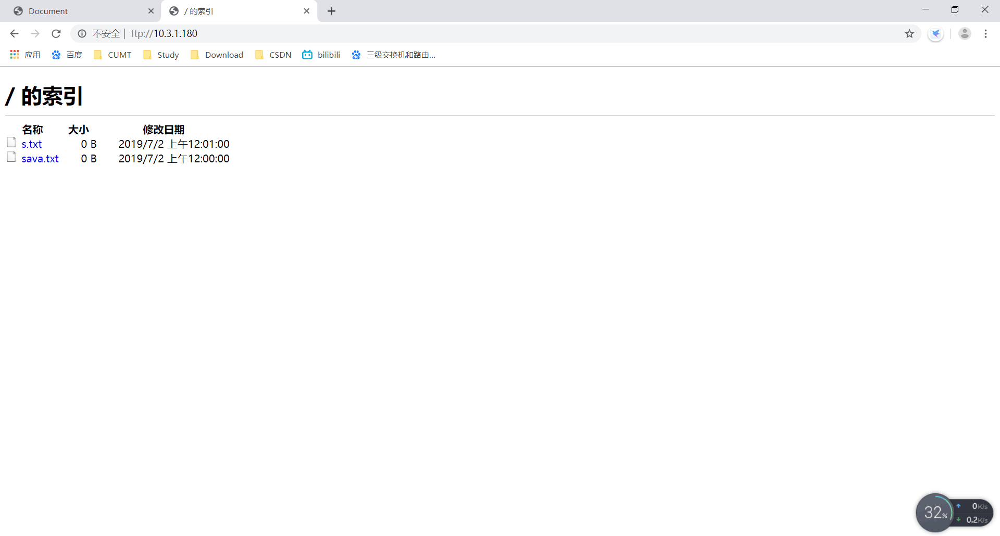 Document
/ 的索引
不安全 | ftp://10.3.1.180
应用 百度 CUMT Study Download CSDN bilibili 三级交换机和路由...
/ 的索引
名称 大小 修改日期
s.txt 0 B 2019/7/2 上午12:01:00
sava.txt 0 B 2019/7/2 上午12:00:00
32%
0K/s
0.2K/s